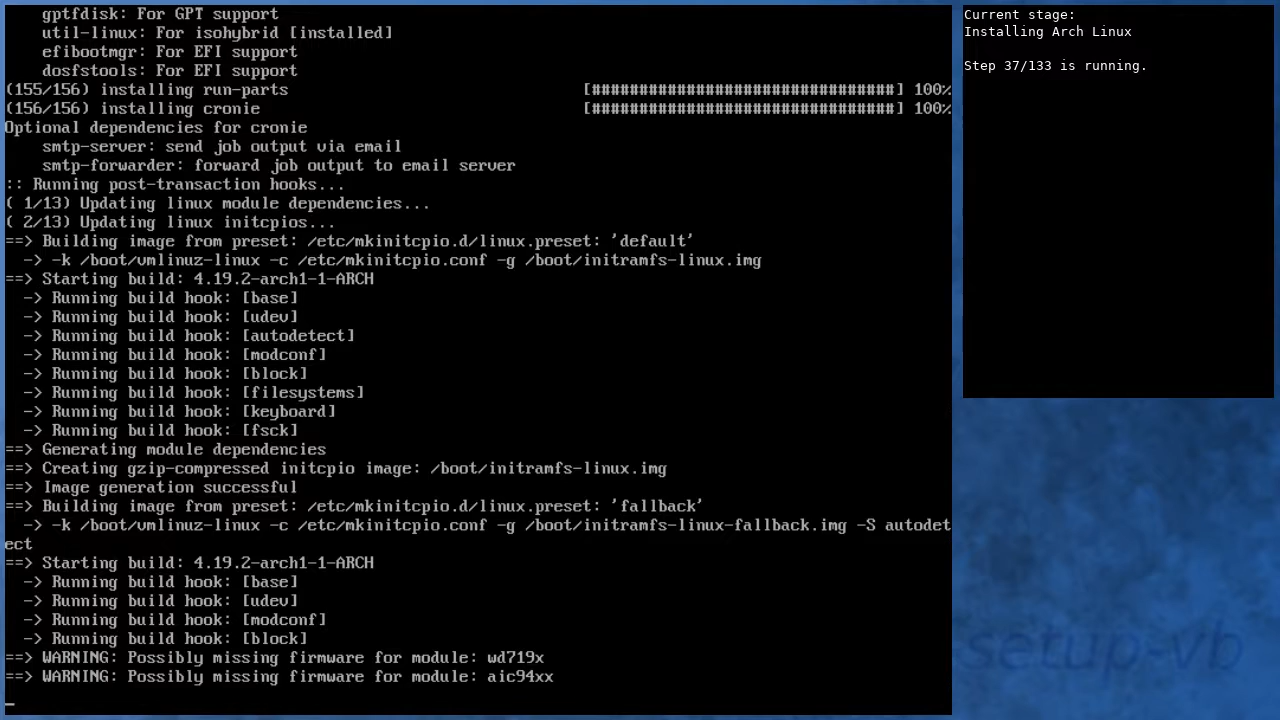 gptfdisk: For GPT support
    util-linux: For isohybrid [installed]
    efibootmgr: For EFI support
    dosfstools: For EFI support
(155/156) installing run-parts                               [################################] 100%
(156/156) installing cronie                                  [################################] 100%
Optional dependencies for cronie
    smtp-server: send job output via email
    smtp-forwarder: forward job output to email server
:: Running post-transaction hooks...
( 1/13) Updating linux module dependencies...
( 2/13) Updating linux initcpios...
==> Building image from preset: /etc/mkinitcpio.d/linux.preset: 'default'
  -> -k /boot/vmlinuz-linux -c /etc/mkinitcpio.conf -g /boot/initramfs-linux.img
==> Starting build: 4.19.2-arch1-1-ARCH
  -> Running build hook: [base]
  -> Running build hook: [udev]
  -> Running build hook: [autodetect]
  -> Running build hook: [modconf]
  -> Running build hook: [block]
  -> Running build hook: [filesystems]
  -> Running build hook: [keyboard]
  -> Running build hook: [fsck]
==> Generating module dependencies
==> Creating gzip-compressed initcpio image: /boot/initramfs-linux.img
==> Image generation successful
==> Building image from preset: /etc/mkinitcpio.d/linux.preset: 'fallback'
  -> -k /boot/vmlinuz-linux -c /etc/mkinitcpio.conf -g /boot/initramfs-linux-fallback.img -S autodet
ect
==> Starting build: 4.19.2-arch1-1-ARCH
  -> Running build hook: [base]
  -> Running build hook: [udev]
  -> Running build hook: [modconf]
  -> Running build hook: [block]
==> WARNING: Possibly missing firmware for module: wd719x
==> WARNING: Possibly missing firmware for module: aic94xx
_
Current stage:
Installing Arch Linux
Step 37/133 is running.
setup-vb